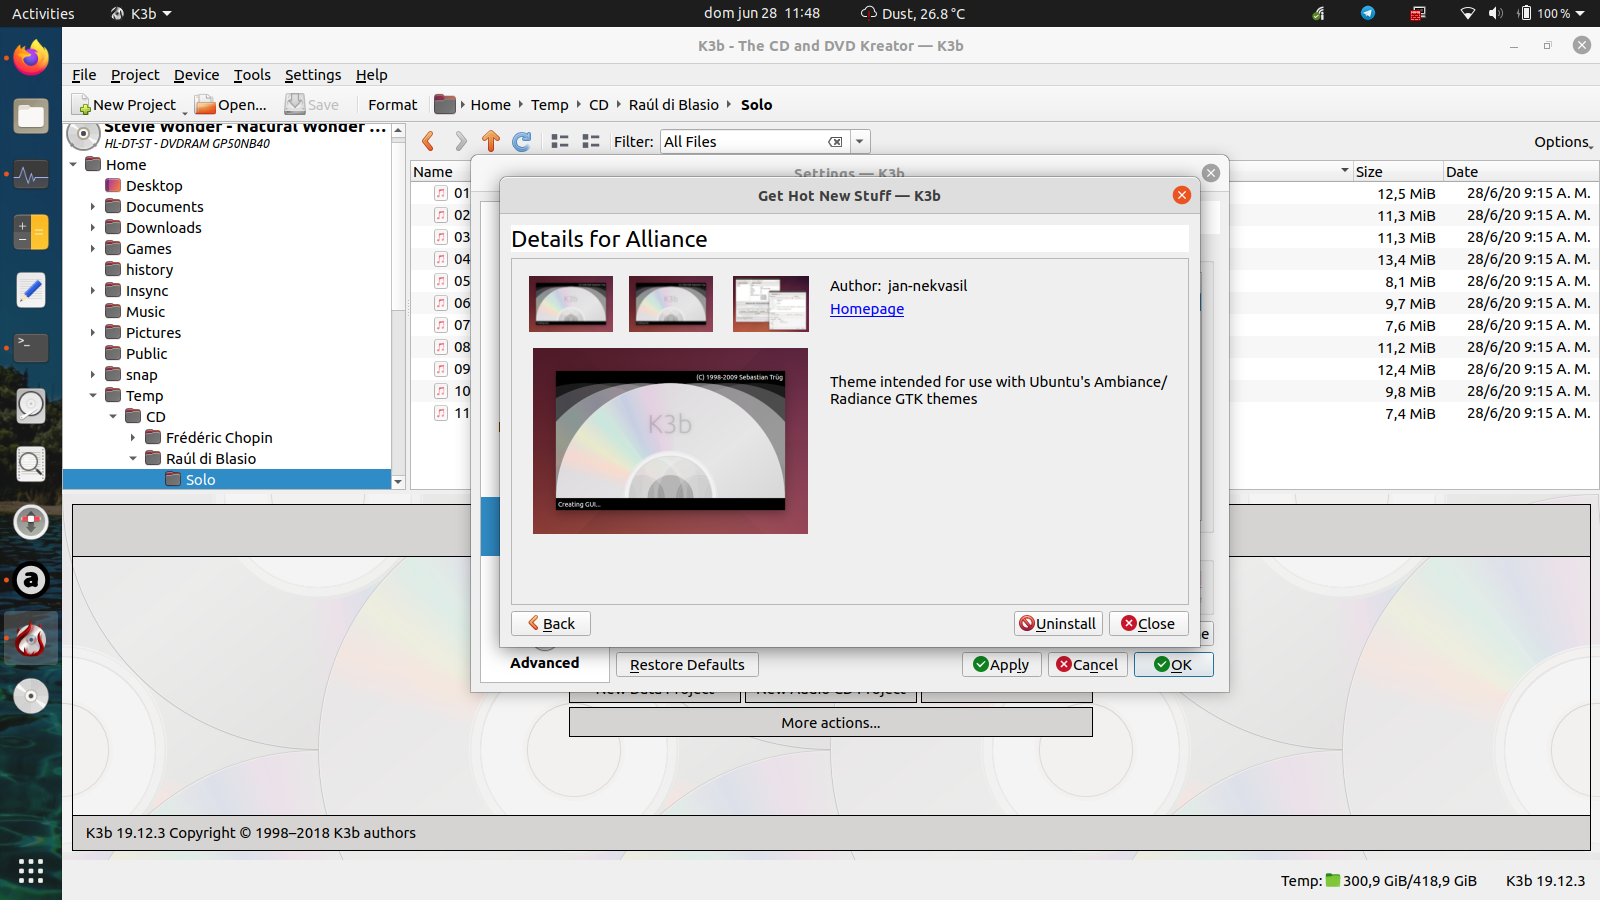 Activities
K3b
dom jun 28 11:48
Dust, 26.8 °C
100 %
K3b - The CD and DVD Kreator — K3b
File Project Device Tools Settings Help
New Project Open... Save Format Home Temp CD Raúl di Blasio Solo
Stevie Wonder - Natural Wonder ...
HL-DT-ST - DVDRAM GP50NB40
Filter: All Files
Options
Home
Desktop
Documents
Downloads
Games
history
Insync
Music
Pictures
Public
snap
Temp
CD
Frédéric Chopin
Raúl di Blasio
Solo
Name Size Date
01 12,5 MiB 28/6/20 9:15 A. M.
02 11,3 MiB 28/6/20 9:15 A. M.
03 11,3 MiB 28/6/20 9:15 A. M.
04 13,4 MiB 28/6/20 9:15 A. M.
05 8,1 MiB 28/6/20 9:15 A. M.
06 9,7 MiB 28/6/20 9:15 A. M.
07 7,6 MiB 28/6/20 9:15 A. M.
08 11,2 MiB 28/6/20 9:15 A. M.
09 12,4 MiB 28/6/20 9:15 A. M.
10 9,8 MiB 28/6/20 9:15 A. M.
11 7,4 MiB 28/6/20 9:15 A. M.
Settings — K3b
Get Hot New Stuff — K3b
Details for Alliance
Author: jan-nekvasil
Homepage
Theme intended for use with Ubuntu's Ambiance/
Radiance GTK themes
(C) 1998-2009 Sebastian Trüg
K3b
Creating GUI...
Back Uninstall Close
Advanced
Restore Defaults Apply Cancel OK
New Data Project New Audio CD Project
More actions...
K3b 19.12.3 Copyright © 1998–2018 K3b authors
Temp: 300,9 GiB/418,9 GiB K3b 19.12.3